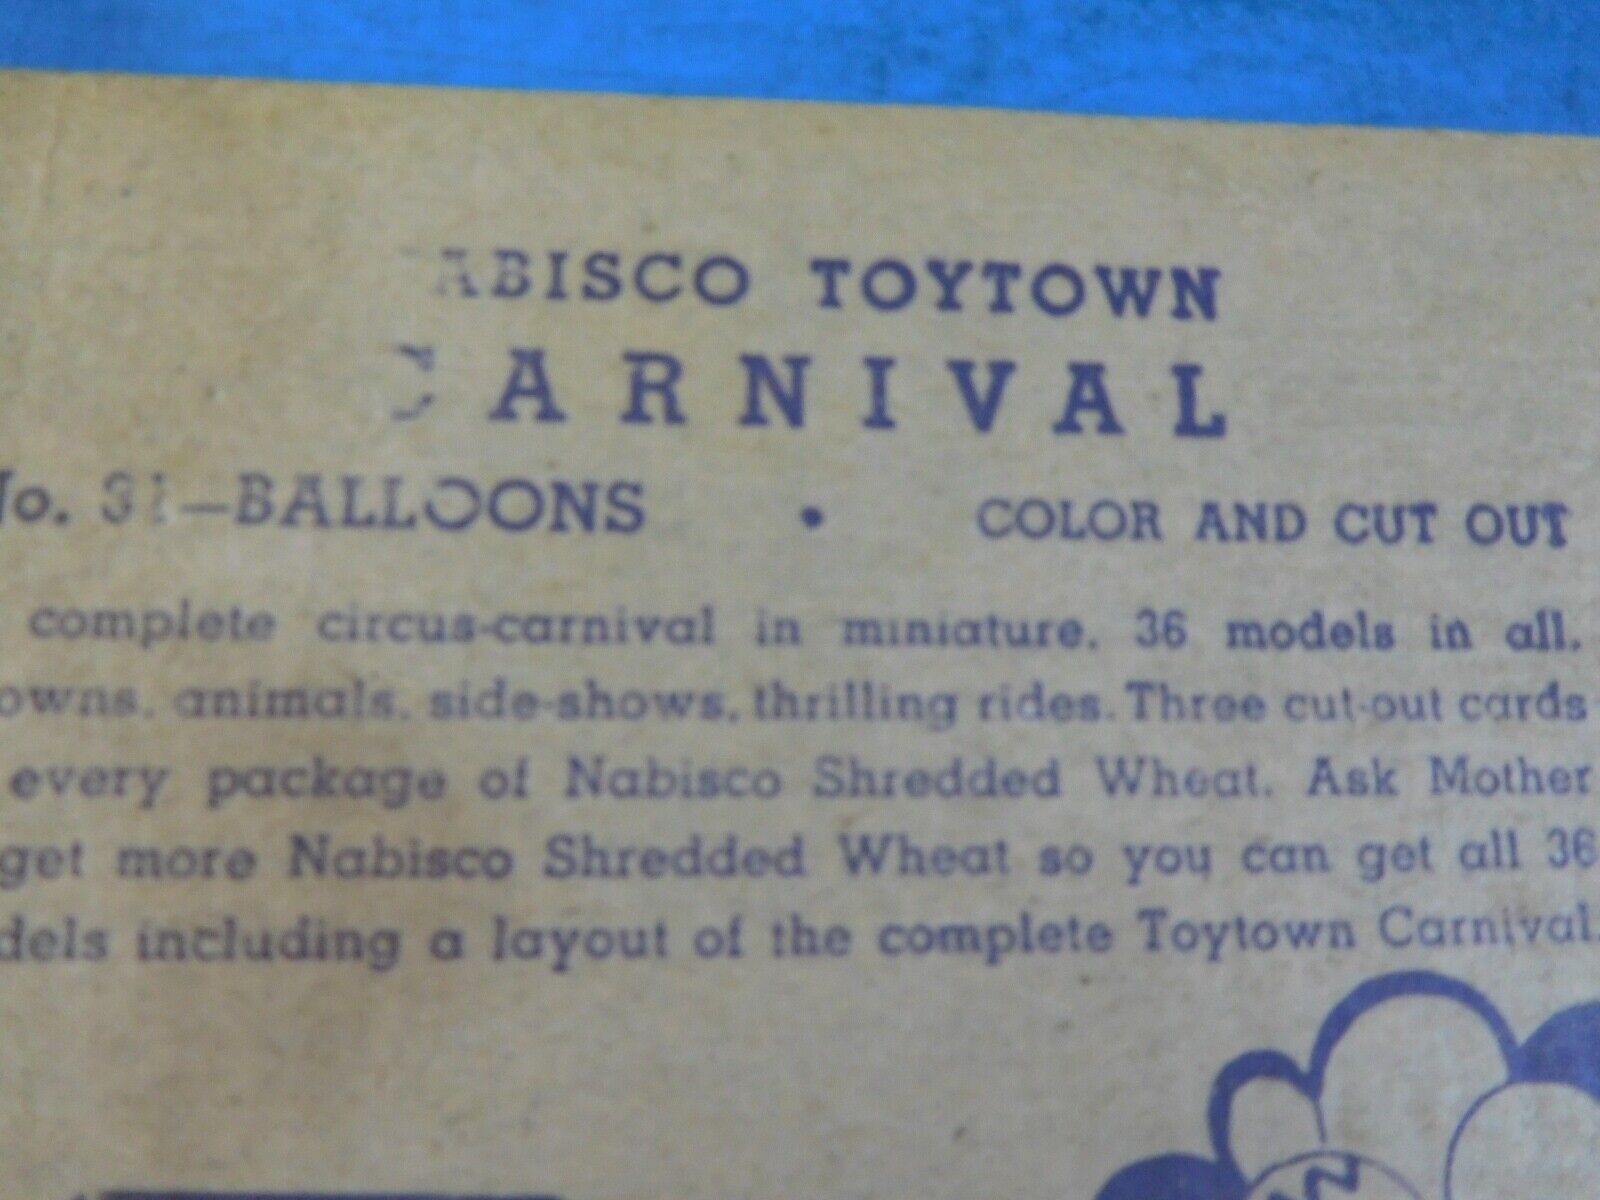 NABISCO TOYTOWN
CARNIVAL
No. 31—BALLOONS • COLOR AND CUT OUT
complete circus-carnival in miniature. 36 models in all.
owns, animals, side-shows, thrilling rides. Three cut-out cards
every package of Nabisco Shredded Wheat. Ask Mother
get more Nabisco Shredded Wheat so you can get all 36
dels including a layout of the complete Toytown Carnival.